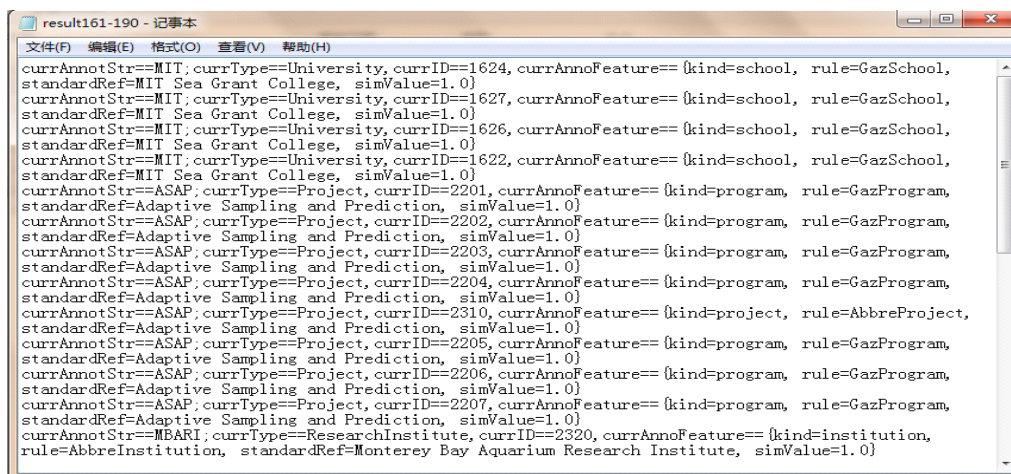 result161-190 - 记事本
文件(F) 编辑(E) 格式(O) 查看(V) 帮助(H)
currAnnotStr==MIT;currType==University,currID==1624,currAnnoFeature=={kind=school, rule=GazSchool,
standardRef=MIT Sea Grant College, simValue=1.0}
currAnnotStr==MIT;currType==University,currID==1627,currAnnoFeature=={kind=school, rule=GazSchool,
standardRef=MIT Sea Grant College, simValue=1.0}
currAnnotStr==MIT;currType==University,currID==1626,currAnnoFeature=={kind=school, rule=GazSchool,
standardRef=MIT Sea Grant College, simValue=1.0}
currAnnotStr==MIT;currType==University,currID==1622,currAnnoFeature=={kind=school, rule=GazSchool,
standardRef=MIT Sea Grant College, simValue=1.0}
currAnnotStr==ASAP;currType==Project,currID==2201,currAnnoFeature=={kind=program, rule=GazProgram,
standardRef=Adaptive Sampling and Prediction, simValue=1.0}
currAnnotStr==ASAP;currType==Project,currID==2202,currAnnoFeature=={kind=program, rule=GazProgram,
standardRef=Adaptive Sampling and Prediction, simValue=1.0}
currAnnotStr==ASAP;currType==Project,currID==2203,currAnnoFeature=={kind=program, rule=GazProgram,
standardRef=Adaptive Sampling and Prediction, simValue=1.0}
currAnnotStr==ASAP;currType==Project,currID==2204,currAnnoFeature=={kind=program, rule=GazProgram,
standardRef=Adaptive Sampling and Prediction, simValue=1.0}
currAnnotStr==ASAP;currType==Project,currID==2310,currAnnoFeature=={kind=project, rule=AbbreProject,
standardRef=Adaptive Sampling and Prediction, simValue=1.0}
currAnnotStr==ASAP;currType==Project,currID==2205,currAnnoFeature=={kind=program, rule=GazProgram,
standardRef=Adaptive Sampling and Prediction, simValue=1.0}
currAnnotStr==ASAP;currType==Project,currID==2206,currAnnoFeature=={kind=program, rule=GazProgram,
standardRef=Adaptive Sampling and Prediction, simValue=1.0}
currAnnotStr==ASAP;currType==Project,currID==2207,currAnnoFeature=={kind=program, rule=GazProgram,
standardRef=Adaptive Sampling and Prediction, simValue=1.0}
currAnnotStr==MBARI;currType==ResearchInstitute,currID==2320,currAnnoFeature=={kind=institution,
rule=AbbreInstitution, standardRef=Monterey Bay Aquarium Research Institute, simValue=1.0}